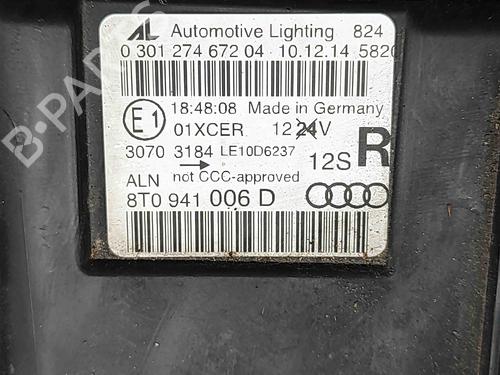 AL Automotive Lighting 824
0 301 274 672 04 10.12.14 5820
E1 18:48:08 Made in Germany
01XCER 12 24V
3070 3184 LE10D6237 12S R
ALN not CCC-approved
8T0 941 006 D
B-PARTS